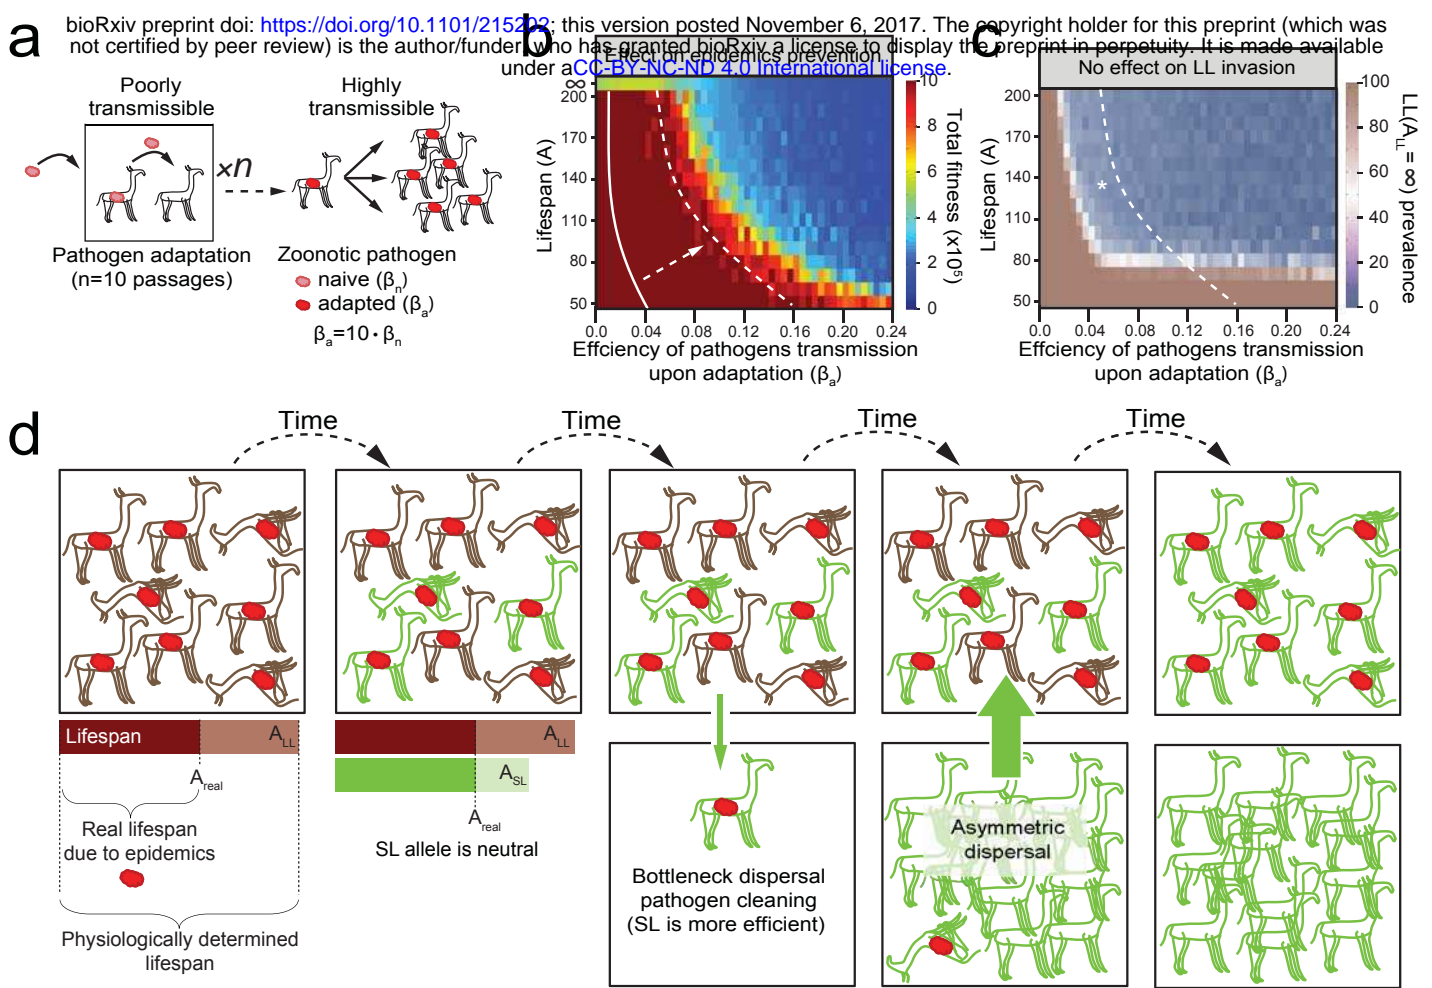 bioRxiv preprint doi: https://doi.org/10.1101/215202; this version posted November 6, 2017. The copyright holder for this preprint (which was
not certified by peer review) is the author/funder, who has granted bioRxiv a license to display the preprint in perpetuity. It is made available
under aCC-BY-NC-ND 4.0 International license.
a
Poorly
transmissible
Highly
transmissible
×n
Pathogen adaptation
(n=10 passages)
Zoonotic pathogen
naive (βn)
adapted (βa)
βa=10·βn
b
Effect on epidemics prevention
Lifespan (A)
∞
200
170
140
110
80
50
0.0 0.04 0.08 0.12 0.16 0.20 0.24
Effciency of pathogens transmission
upon adaptation (βa)
10
8
6
4
2
0
Total fitness (x10⁵)
c
No effect on LL invasion
Lifespan (A)
200
170
140
110
80
50
*
0.0 0.04 0.08 0.12 0.16 0.20 0.24
Effciency of pathogens transmission
upon adaptation (βa)
100
80
60
40
20
0
LL(ALL = ∞) prevalence
d
Time
Time
Time
Time
Lifespan
ALL
Areal
Real lifespan
due to epidemics
Physiologically determined
lifespan
ALL
ASL
Areal
SL allele is neutral
Bottleneck dispersal
pathogen cleaning
(SL is more efficient)
Asymmetric
dispersal